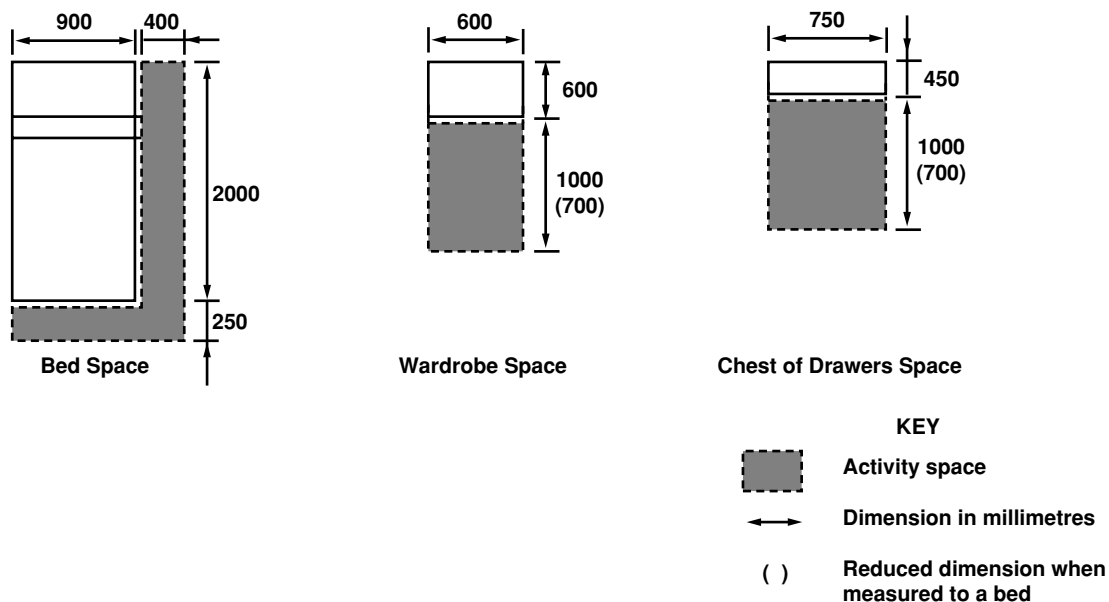 900
400
600
750
450
600
1000
(700)
1000
(700)
2000
250
Bed Space
Wardrobe Space
Chest of Drawers Space
KEY
Activity space
Dimension in millimetres
( )
Reduced dimension when
measured to a bed